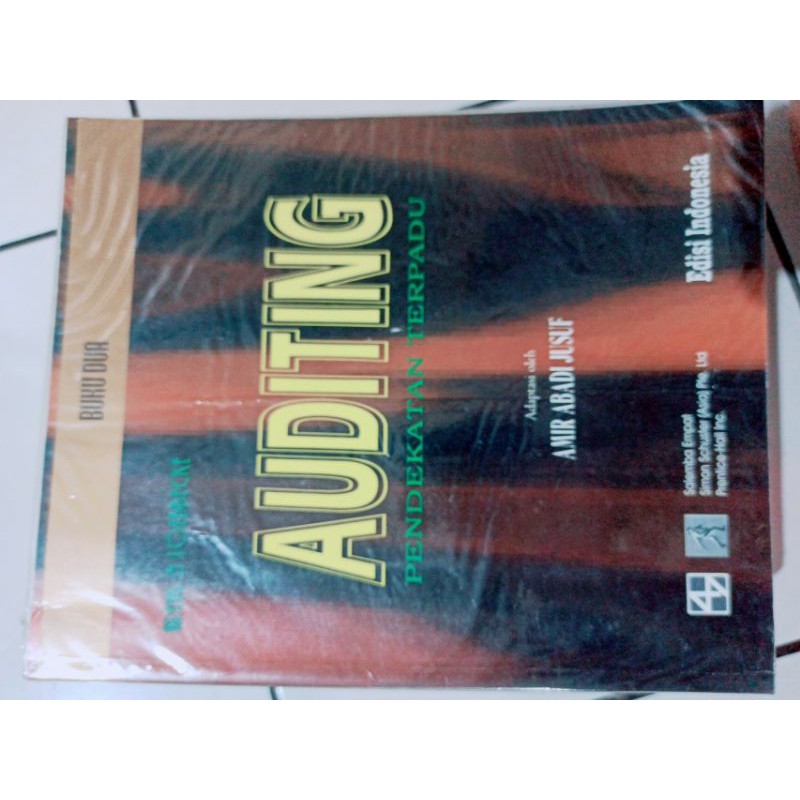 BUKU DUA
AUDITING
PENDEKATAN TERPADU
Adaptasi oleh
AMIR ABADI JUSUF
Edisi Indonesia
Salemba Empat
Simon Schuster (Asia) Pte. Ltd
Prentice-Hall Inc.